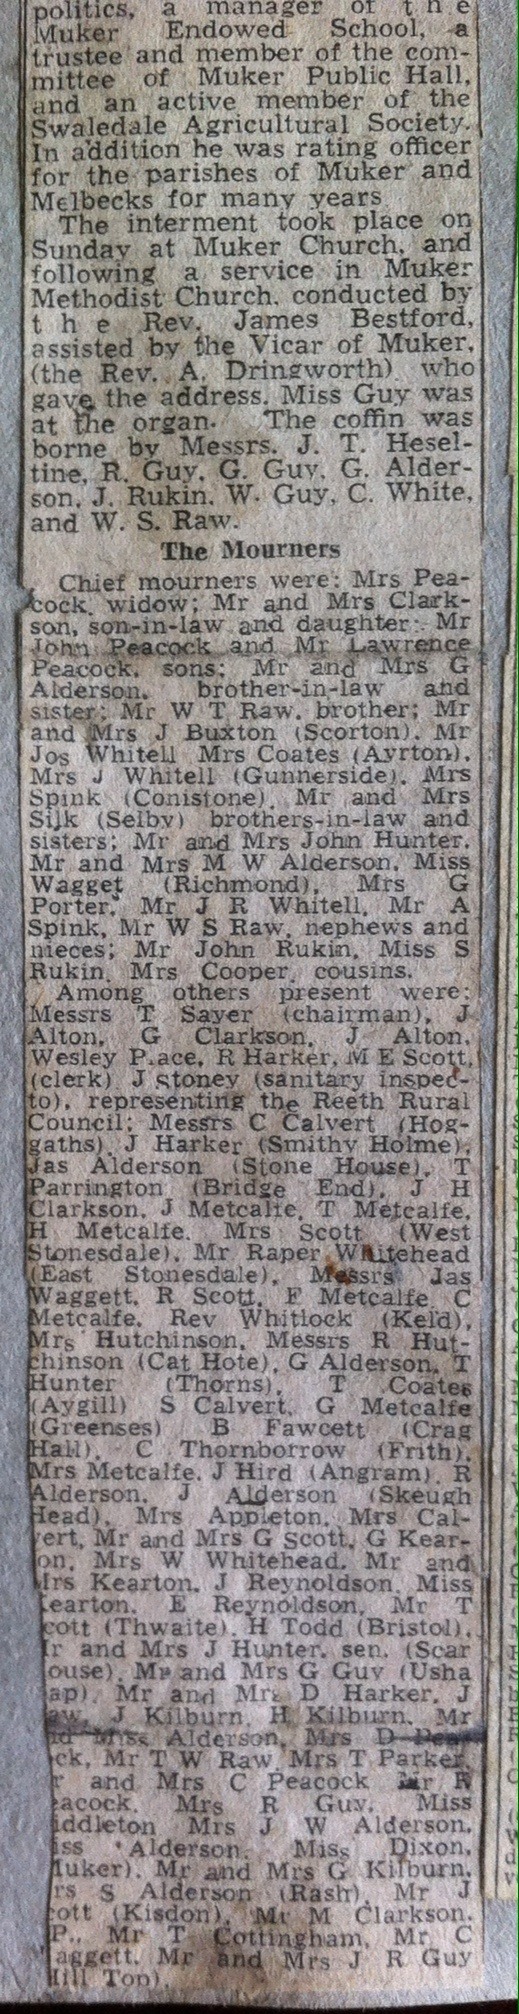 politics, a manager of t h e
Muker Endowed School, a
trustee and member of the com-
mittee of Muker Public Hall,
and an active member of the
Swaledale Agricultural Society.
In addition he was rating officer
for the parishes of Muker and
Melbecks for many years
The interment took place on
Sunday at Muker Church, and
following a service in Muker
Methodist Church, conducted by
t h e Rev. James Bestford,
assisted by the Vicar of Muker,
(the Rev. A. Dringworth) who
gave the address. Miss Guy was
at the organ. The coffin was
borne by Messrs. J. T. Hesel-
tine, R. Guy, G. Guy, G. Alder-
son, J. Rukin. W. Guy, C. White,
and W. S. Raw.
The Mourners
Chief mourners were: Mrs Pea-
cock, widow; Mr and Mrs Clark-
son, son-in-law and daughter; Mr
John Peacock and Mr Lawrence
Peacock, sons; Mr and Mrs G
Alderson, brother-in-law and
sister; Mr W T Raw, brother; Mr
and Mrs J Buxton (Scorton), Mr
Jos Whitell Mrs Coates (Ayrton),
Mrs J Whitell (Gunnerside), Mrs
Spink (Conistone), Mr and Mrs
Silk (Selby) brothers-in-law and
sisters; Mr and Mrs John Hunter,
Mr and Mrs M W Alderson, Miss
Wagget (Richmond), Mrs G
Porter, Mr J R Whitell, Mr A
Spink, Mr W S Raw, nephews and
nieces; Mr John Rukin, Miss S
Rukin, Mrs Cooper, cousins.
Among others present were:
Messrs T Sayer (chairman), J
Alton, G Clarkson, J Alton,
Wesley P.ace, R Harker, M E Scott,
(clerk) J Stoney (sanitary inspec-
to), representing the Reeth Rural
Council; Messrs C Calvert (Hog-
gaths), J Harker (Smithy Holme),
Jas Alderson (Stone House), T
Parrington (Bridge End), J H
Clarkson, J Metcalfe, T Metcalfe,
H Metcalfe. Mrs Scott (West
Stonesdale), Mr Raper Whitehead
(East Stonesdale), Messrs Jas
Waggett, R Scott, F Metcalfe C
Metcalfe, Rev Whitlock (Keld),
Mrs Hutchinson, Messrs R Hut-
chinson (Cat Hote), G Alderson, T
Hunter (Thorns), T Coates
(Aygill) S Calvert, G Metcalfe
(Greenses) B Fawcett (Crag
Hall), C Thornborrow (Frith),
Mrs Metcalfe, J Hird (Angram), R
Alderson, J Alderson (Skeugh
Head), Mrs Appleton, Mrs Cal-
vert, Mr and Mrs G Scott, G Kear-
on, Mrs W Whitehead, Mr and
Mrs Kearton, J Reynoldson, Miss
earton, E Reynoldson, Mr T
cott (Thwaite), H Todd (Bristol),
r and Mrs J Hunter, sen. (Scar
ouse), Mr and Mrs G Guy (Usha
ap), Mr and Mrs D Harker, J
aw, J Kilburn, H Kilburn, Mr
nd Miss Alderson, Mrs D Pea-
ck, Mr T W Raw, Mrs T Parker,
r and Mrs C Peacock Mr R
eacock, Mrs R Guy, Miss
iddleton Mrs J W Alderson,
iss Alderson, Miss Dixon,
Muker), Mr and Mrs G Kilburn,
rs S Alderson (Rash), Mr J
cott (Kisdon), Mr M Clarkson,
P., Mr T Cottingham, Mr C
aggett, Mr and Mrs J R Guy
Hill Ton).